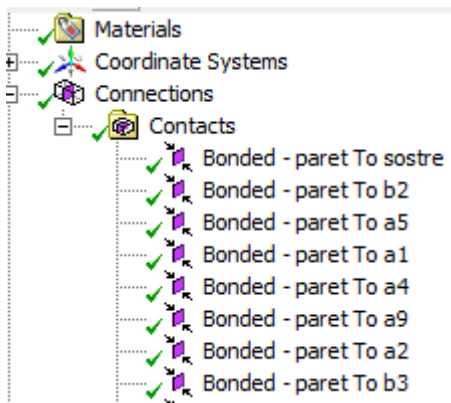 Materials
Coordinate Systems
Connections
Contacts
Bonded - paret To sostre
Bonded - paret To b2
Bonded - paret To a5
Bonded - paret To a1
Bonded - paret To a4
Bonded - paret To a9
Bonded - paret To a2
Bonded - paret To b3